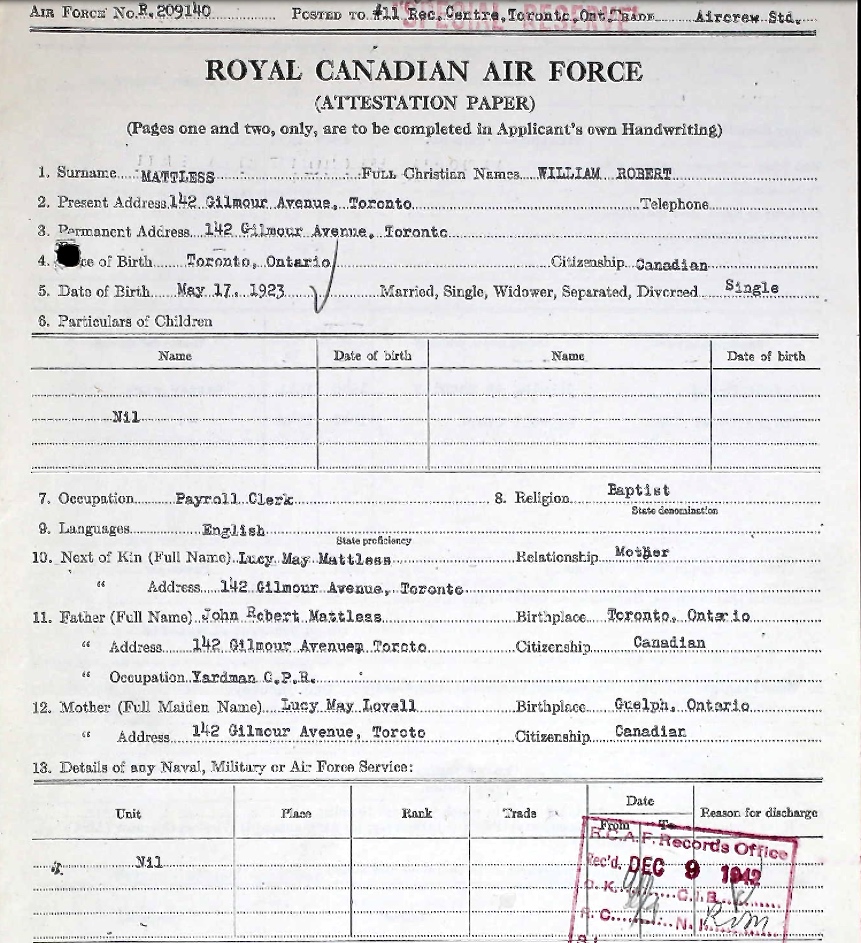 AIR FORCE No. R.209140 POSTED TO #11 Rec.Centre,Toronto,Ont. TRADE Aircrew Std.
"SPECIAL RESERVE"
ROYAL CANADIAN AIR FORCE
(ATTESTATION PAPER)
(Pages one and two, only, are to be completed in Applicant's own Handwriting)
1. Surname MATTLESS FULL CHRISTIAN NAMES WILLIAM ROBERT
2. Present Address 142 Gilmour Avenue, Toronto Telephone
3. Permanent Address 142 Gilmour Avenue, Toronto
4. ce of Birth Toronto, Ontario Citizenship Canadian
5. Date of Birth May 17, 1923 Married, Single, Widower, Separated, Divorced Single
6. Particulars of Children
Name Date of birth Name Date of birth
Nil
7. Occupation Payroll Clerk 8. Religion Baptist
State denomination
9. Languages English
State proficiency
10. Next of Kin (Full Name) Lucy May Mattless Relationship Mother
" Address 142 Gilmour Avenue, Toronto
11. Father (Full Name) John Robert Mattless Birthplace Toronto, Ontario
" Address 142 Gilmour Avenue, Toroto Citizenship Canadian
" Occupation Yardman C.P.R.
12. Mother (Full Maiden Name) Lucy May Lovell Birthplace Guelph, Ontario
" Address 142 Gilmour Avenue, Toroto Citizenship Canadian
13. Details of any Naval, Military or Air Force Service:
Unit Place Rank Trade Date Reason for discharge
From To
Nil
R.C.A.F. Records Office
Rec'd. DEC 9 1942
O.K. C.I.B.